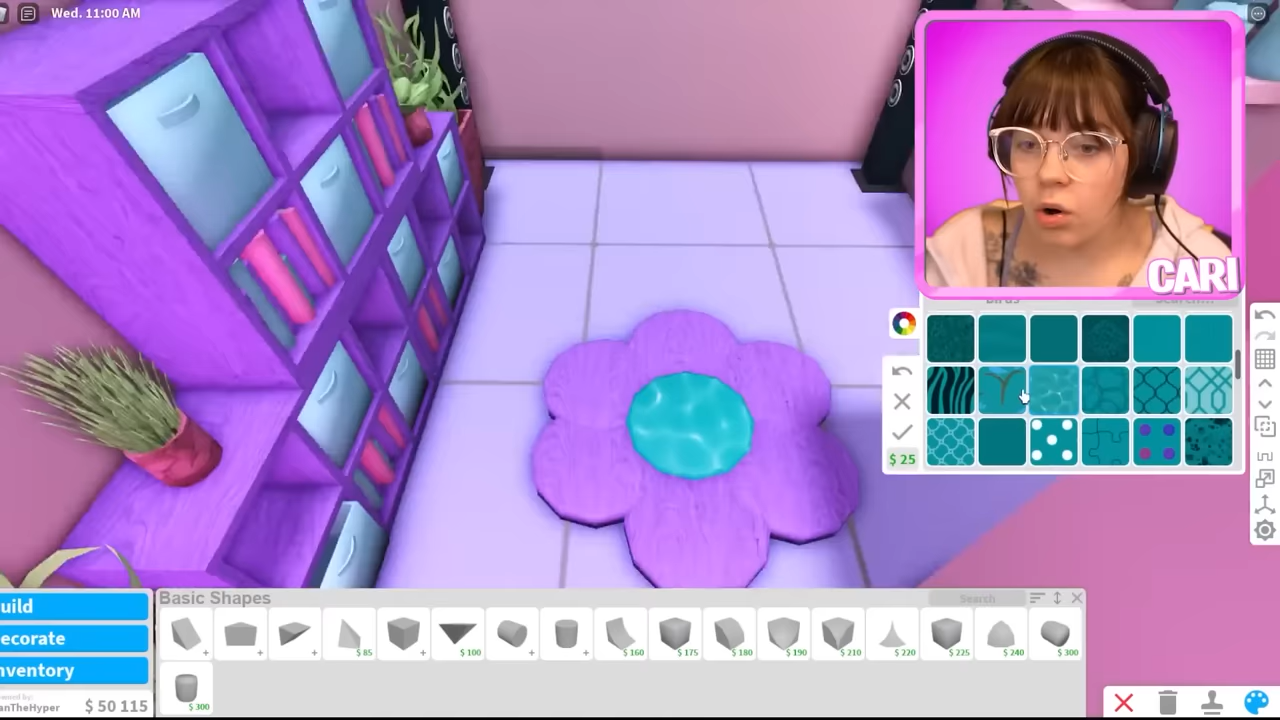 Wed. 11:00 AM
CARI
$ 25
Basic Shapes
Search
uild
ecorate
nventory
anTheHyper
$ 50 115
$ 85
$ 100
$ 160
$ 175
$ 180
$ 190
$ 210
$ 220
$ 225
$ 240
$ 300
$ 300